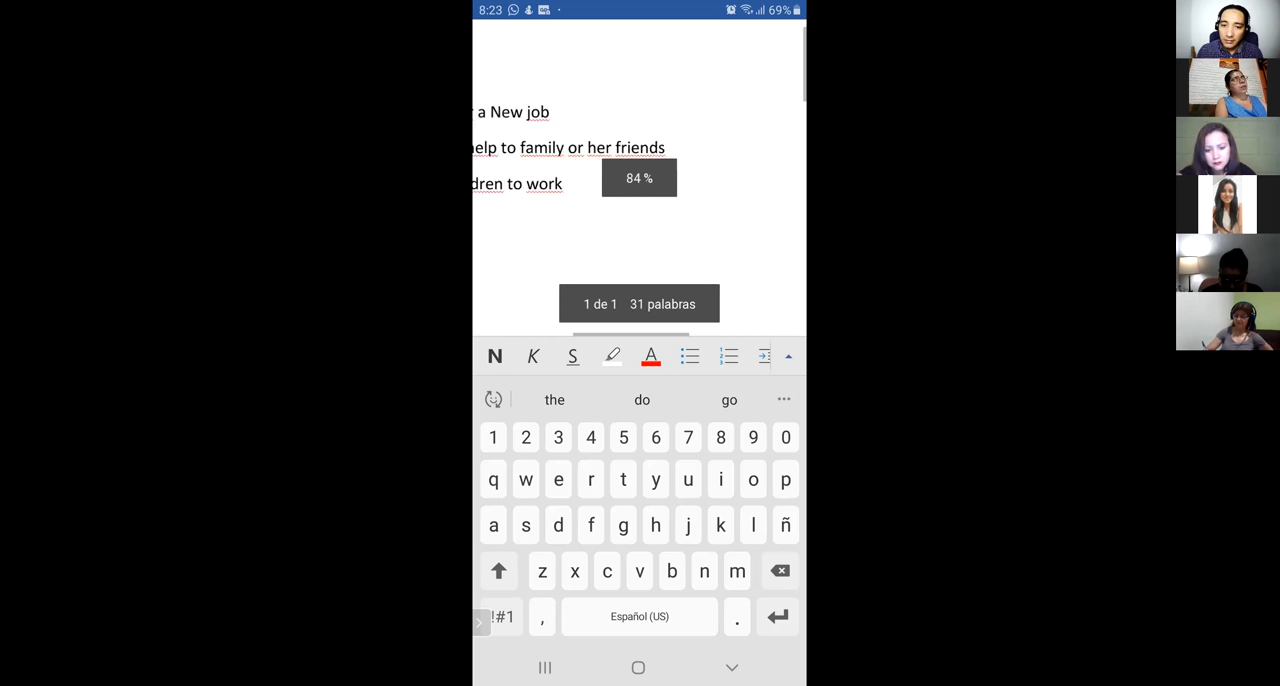 8:23 69%
a New job
help to family or her friends
dren to work
84 %
1 de 1 31 palabras
N K S A
the do go
1 2 3 4 5 6 7 8 9 0
q w e r t y u i o p
a s d f g h j k l ñ
z x c v b n m
!#1 , Español (US) .